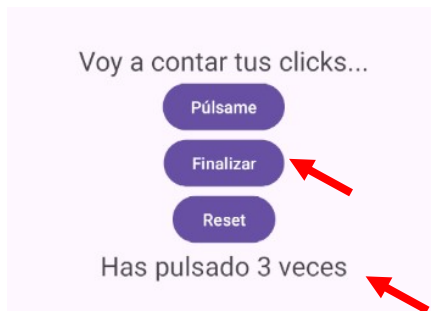 Voy a contar tus clicks...
Púlsame
Finalizar
Reset
Has pulsado 3 veces